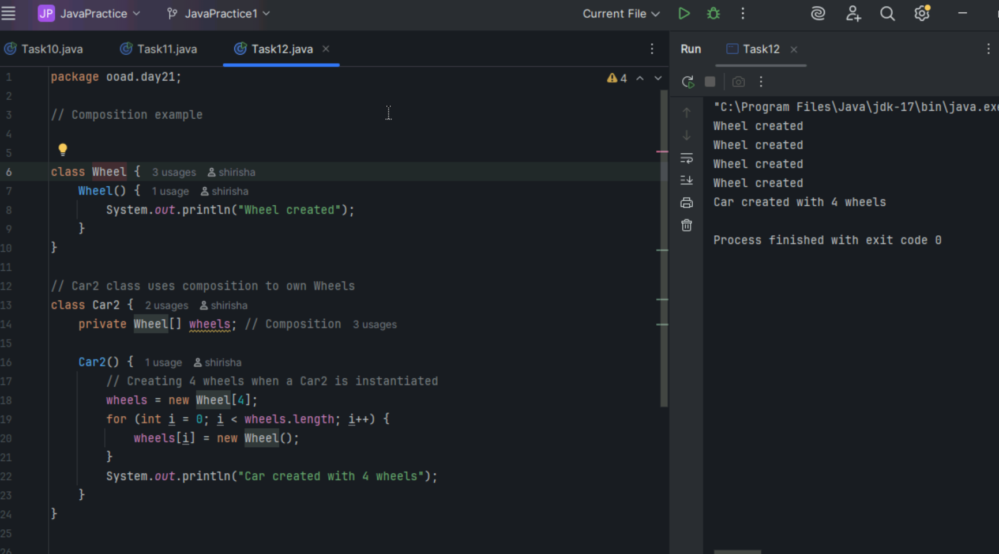 JP JavaPractice JavaPractice1 Current File
Task10.java Task11.java Task12.java
1 package ooad.day21; 4
2
3 // Composition example
4
5
6 class Wheel { 3 usages shirisha
7 Wheel() { 1 usage shirisha
8 System.out.println("Wheel created");
9 }
10 }
11
12 // Car2 class uses composition to own Wheels
13 class Car2 { 2 usages shirisha
14 private Wheel[] wheels; // Composition 3 usages
15
16 Car2() { 1 usage shirisha
17 // Creating 4 wheels when a Car2 is instantiated
18 wheels = new Wheel[4];
19 for (int i = 0; i < wheels.length; i++) {
20 wheels[i] = new Wheel();
21 }
22 System.out.println("Car created with 4 wheels");
23 }
24 }
25
26
Run Task12
"C:\Program Files\Java\jdk-17\bin\java.exe
Wheel created
Wheel created
Wheel created
Wheel created
Car created with 4 wheels
Process finished with exit code 0